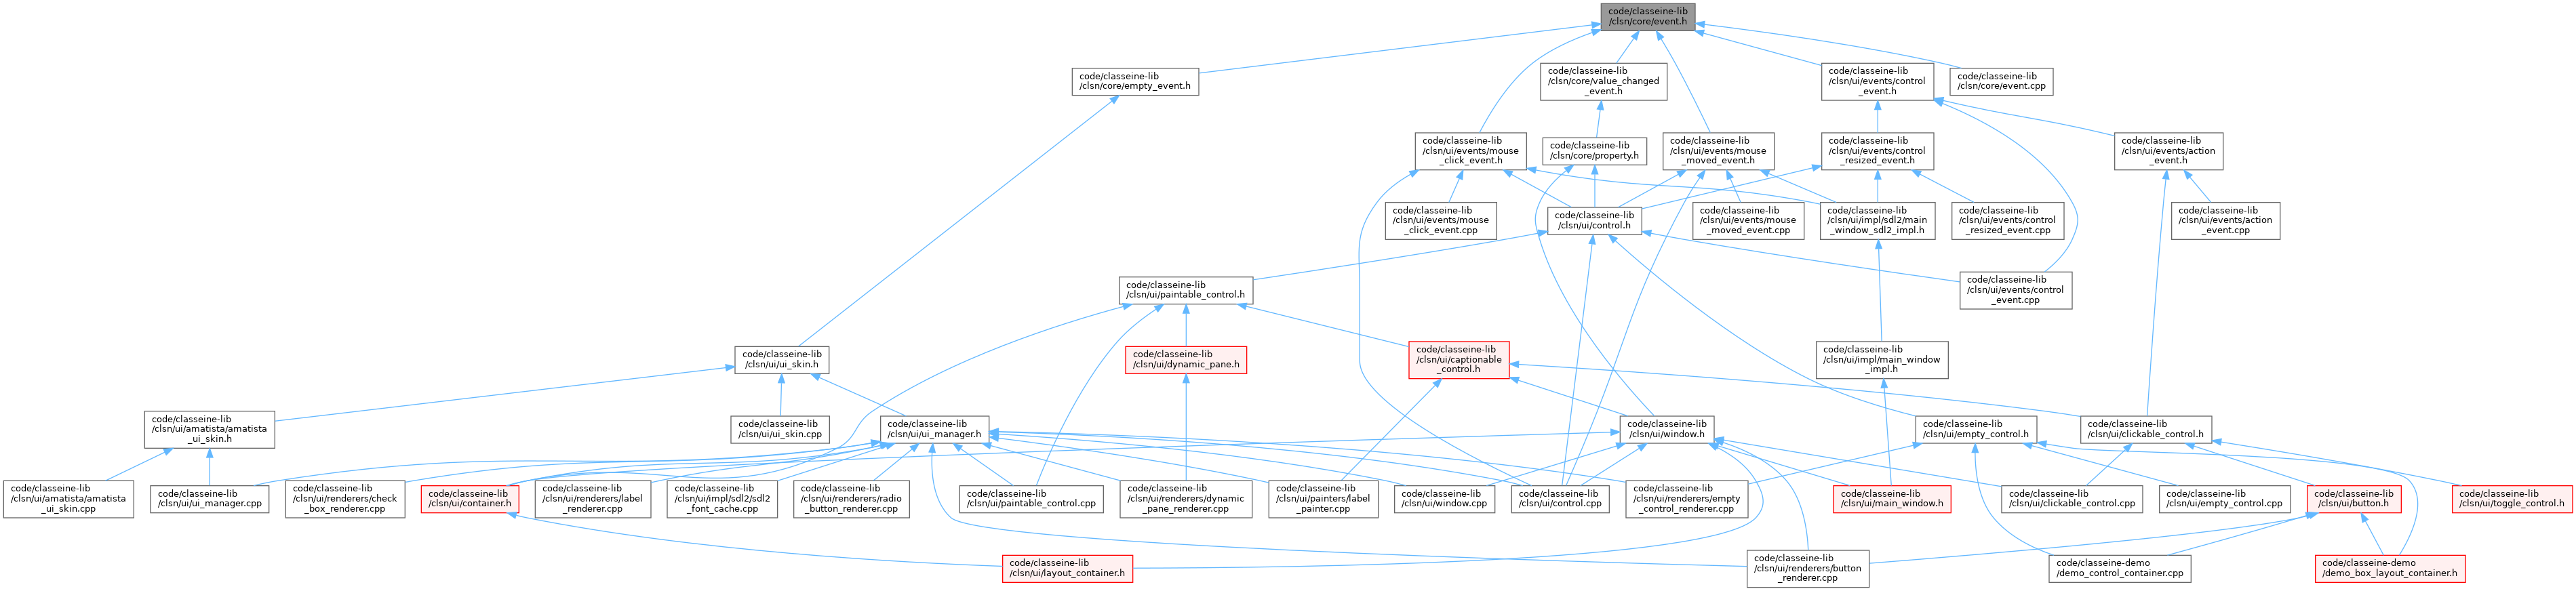 code/classeine-lib
/clsn/core/event.h
code/classeine-lib
/clsn/core/empty_event.h
code/classeine-lib
/clsn/core/value_changed
_event.h
code/classeine-lib
/clsn/ui/events/control
_event.h
code/classeine-lib
/clsn/core/event.cpp
code/classeine-lib
/clsn/ui/events/mouse
_click_event.h
code/classeine-lib
/clsn/core/property.h
code/classeine-lib
/clsn/ui/events/mouse
_moved_event.h
code/classeine-lib
/clsn/ui/events/control
_resized_event.h
code/classeine-lib
/clsn/ui/events/action
_event.h
code/classeine-lib
/clsn/ui/events/mouse
_click_event.cpp
code/classeine-lib
/clsn/ui/control.h
code/classeine-lib
/clsn/ui/events/mouse
_moved_event.cpp
code/classeine-lib
/clsn/ui/impl/sdl2/main
_window_sdl2_impl.h
code/classeine-lib
/clsn/ui/events/control
_resized_event.cpp
code/classeine-lib
/clsn/ui/events/action
_event.cpp
code/classeine-lib
/clsn/ui/paintable_control.h
code/classeine-lib
/clsn/ui/events/control
_event.cpp
code/classeine-lib
/clsn/ui/ui_skin.h
code/classeine-lib
/clsn/ui/dynamic_pane.h
code/classeine-lib
/clsn/ui/captionable
_control.h
code/classeine-lib
/clsn/ui/impl/main_window
_impl.h
code/classeine-lib
/clsn/ui/amatista/amatista
_ui_skin.h
code/classeine-lib
/clsn/ui/ui_skin.cpp
code/classeine-lib
/clsn/ui/ui_manager.h
code/classeine-lib
/clsn/ui/window.h
code/classeine-lib
/clsn/ui/empty_control.h
code/classeine-lib
/clsn/ui/clickable_control.h
code/classeine-lib
/clsn/ui/amatista/amatista
_ui_skin.cpp
code/classeine-lib
/clsn/ui/ui_manager.cpp
code/classeine-lib
/clsn/ui/renderers/check
_box_renderer.cpp
code/classeine-lib
/clsn/ui/container.h
code/classeine-lib
/clsn/ui/renderers/label
_renderer.cpp
code/classeine-lib
/clsn/ui/impl/sdl2/sdl2
_font_cache.cpp
code/classeine-lib
/clsn/ui/renderers/radio
_button_renderer.cpp
code/classeine-lib
/clsn/ui/paintable_control.cpp
code/classeine-lib
/clsn/ui/renderers/dynamic
_pane_renderer.cpp
code/classeine-lib
/clsn/ui/painters/label
_painter.cpp
code/classeine-lib
/clsn/ui/window.cpp
code/classeine-lib
/clsn/ui/control.cpp
code/classeine-lib
/clsn/ui/renderers/empty
_control_renderer.cpp
code/classeine-lib
/clsn/ui/main_window.h
code/classeine-lib
/clsn/ui/clickable_control.cpp
code/classeine-lib
/clsn/ui/empty_control.cpp
code/classeine-lib
/clsn/ui/button.h
code/classeine-lib
/clsn/ui/toggle_control.h
code/classeine-lib
/clsn/ui/layout_container.h
code/classeine-lib
/clsn/ui/renderers/button
_renderer.cpp
code/classeine-demo
/demo_control_container.cpp
code/classeine-demo
/demo_box_layout_container.h